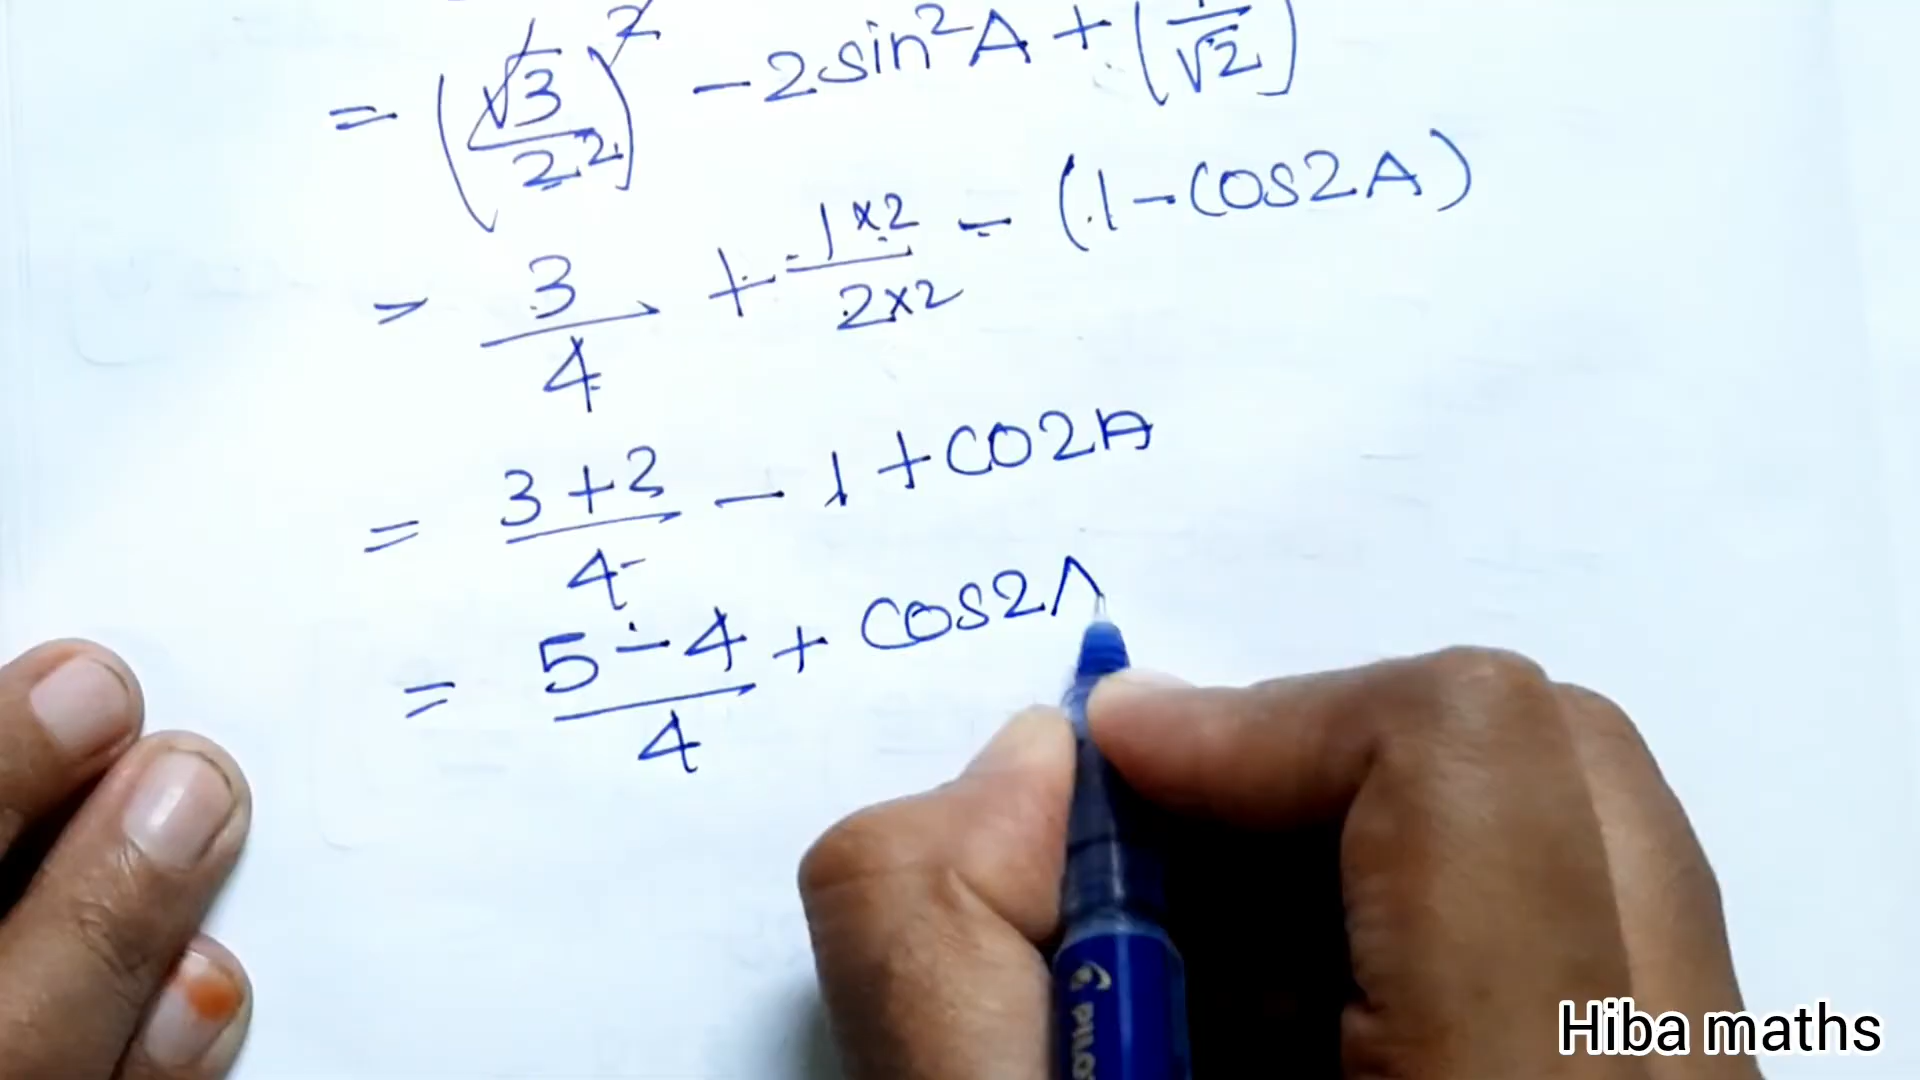 = (√3/2)² - 2sin²A + (1/√2)
= 3/4 + 1×2/2×2 - (1-cos2A)
= 3+2/4 - 1 + CO2A
= 5-4/4 + cos2A
PILO
Hiba maths